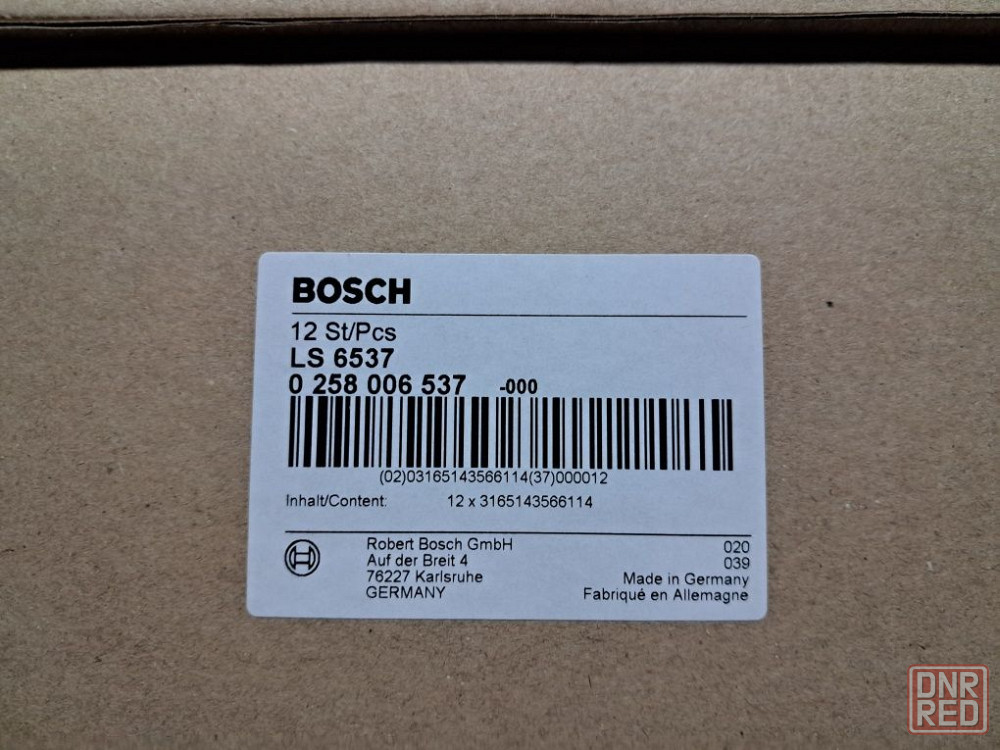 BOSCH
12 St/Pcs
LS 6537
0 258 006 537 -000
(02)03165143566114(37)000012
Inhalt/Content: 12 x 3165143566114
Robert Bosch GmbH 020
Auf der Breit 4 039
76227 Karlsruhe Made in Germany
GERMANY Fabriqué en Allemagne
DNR
RED